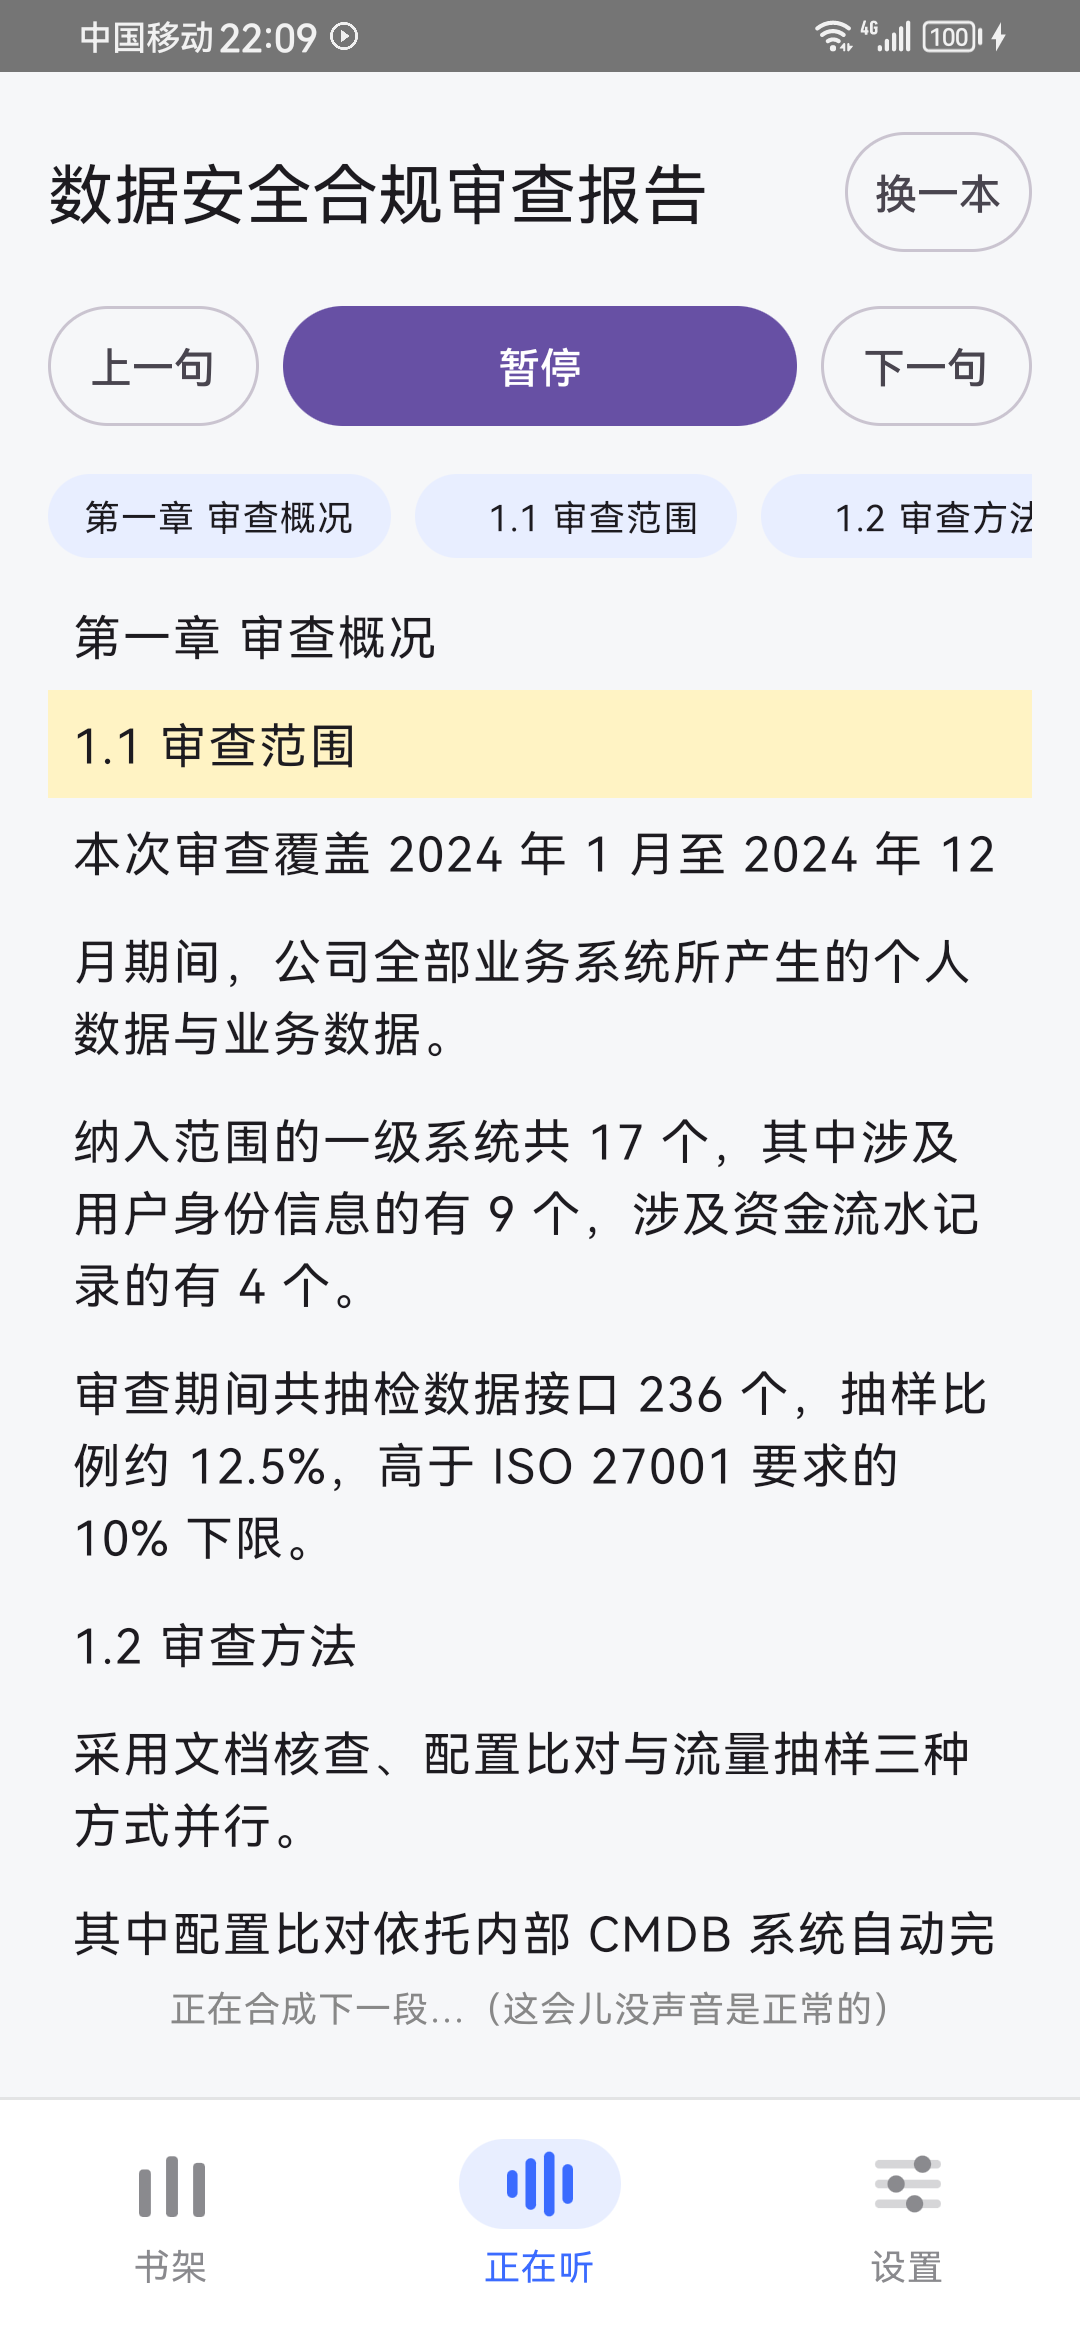 中国移动 22:09 4G 100
数据安全合规审查报告 换一本
上一句 暂停 下一句
第一章 审查概况 1.1 审查范围 1.2 审查方法
第一章 审查概况
1.1 审查范围
本次审查覆盖 2024 年 1 月至 2024 年 12
月期间，公司全部业务系统所产生的个人
数据与业务数据。
纳入范围的一级系统共 17 个，其中涉及
用户身份信息的有 9 个，涉及资金流水记
录的有 4 个。
审查期间共抽检数据接口 236 个，抽样比
例约 12.5%，高于 ISO 27001 要求的
10% 下限。
1.2 审查方法
采用文档核查、配置比对与流量抽样三种
方式并行。
其中配置比对依托内部 CMDB 系统自动完
正在合成下一段...（这会儿没声音是正常的）
书架 正在听 设置